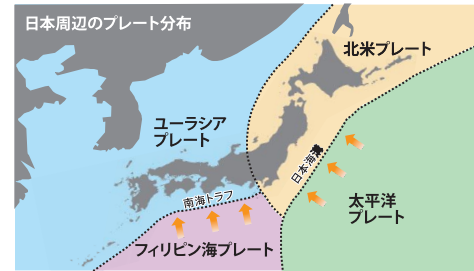 日本周辺のプレート分布
北米プレート
ユーラシア
プレート
日本海
南海トラフ
太平洋
プレート
フィリピン海プレート